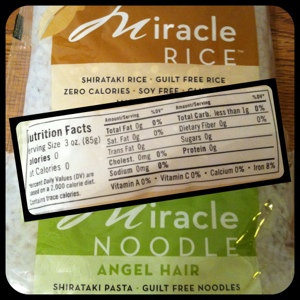 Miracle
RICE™
SHIRATAKI RICE · GUILT FREE RICE
ZERO CALORIES · SOY FREE ·
Nutrition Facts
Serving Size 3 oz. (85g)
Calories 0
Fat Calories 0
*Percent Daily Values (DV) are
based on a 2,000 calorie diet.
Contains trace calories.
Amount/Serving %DV*
Total Fat 0g 0%
Sat. Fat 0g 0%
Trans Fat 0g
Cholest. 0mg 0%
Sodium 0mg 0%
Amount/Serving %DV*
Total Carb. less than 1g 0%
Dietary Fiber 0g 0%
Sugars 0g
Protein 0g
Vitamin A 0% · Vitamin C 0% · Calcium 0% · Iron 8%
Miracle
NOODLE
ANGEL HAIR
SHIRATAKI PASTA · GUILT FREE NOODLES